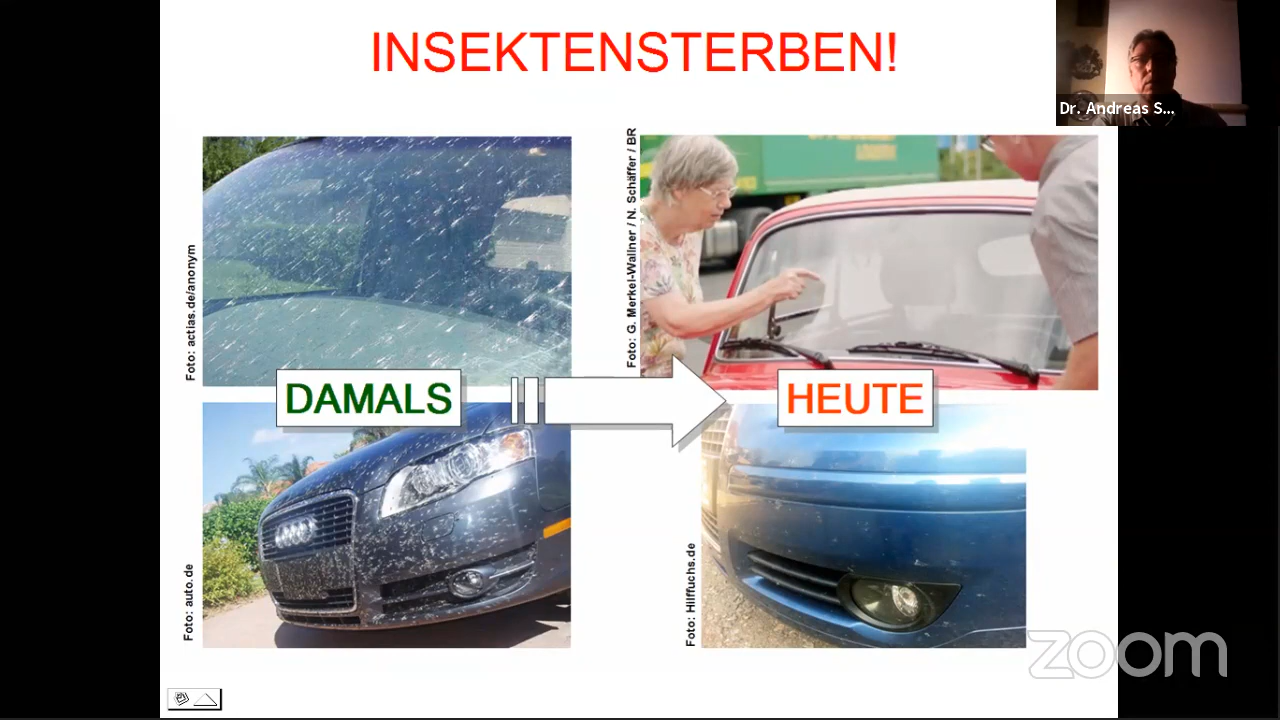 INSEKTENSTERBEN!
Dr. Andreas S...
Foto: actias.de/anonym
Foto: G. Merkel-Wallner / N. Schäffer / BR
DAMALS
HEUTE
Foto: auto.de
Foto: Hilffuchs.de
zoom